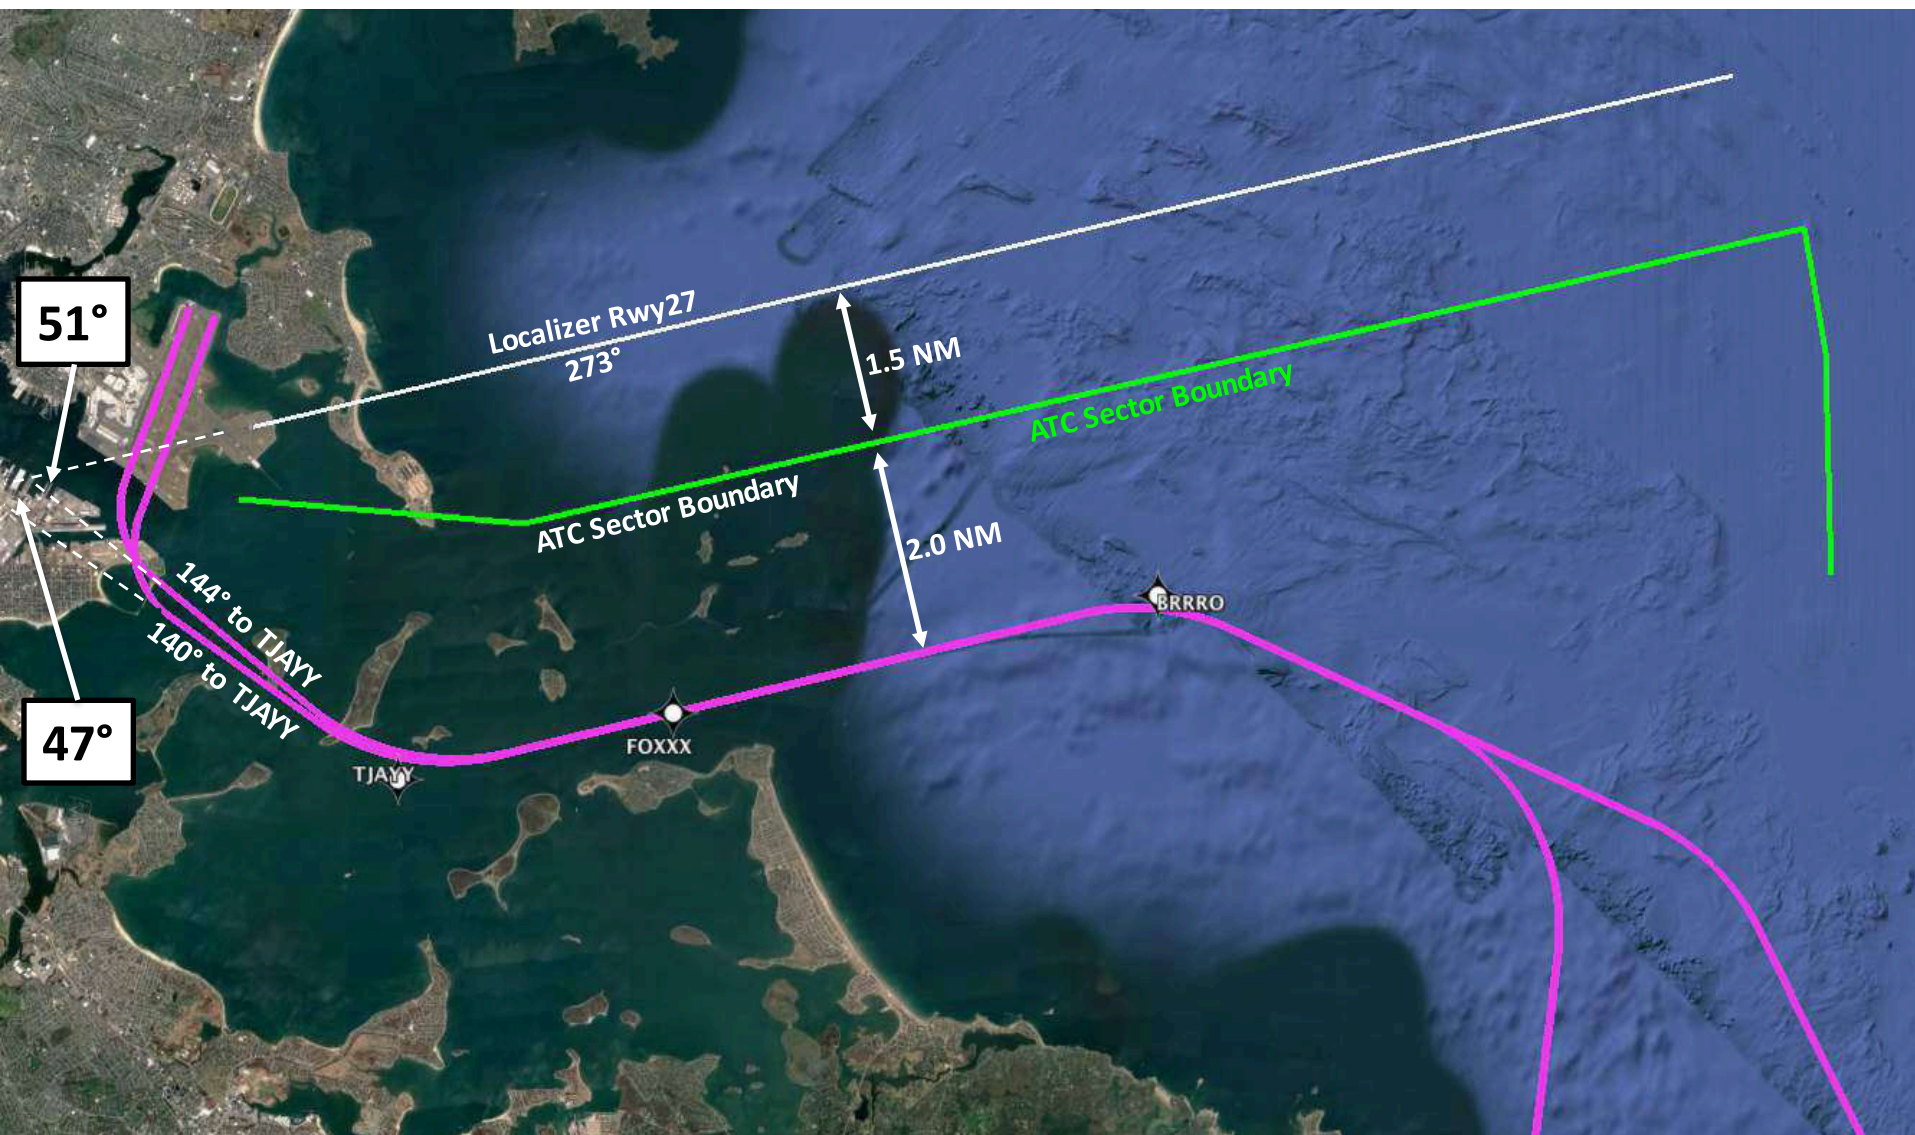 51°
Localizer Rwy27
273°
1.5 NM
ATC Sector Boundary
ATC Sector Boundary
2.0 NM
144° to TJAYY
140° to TJAYY
BRRRO
47°
FOXXX
TJAYY